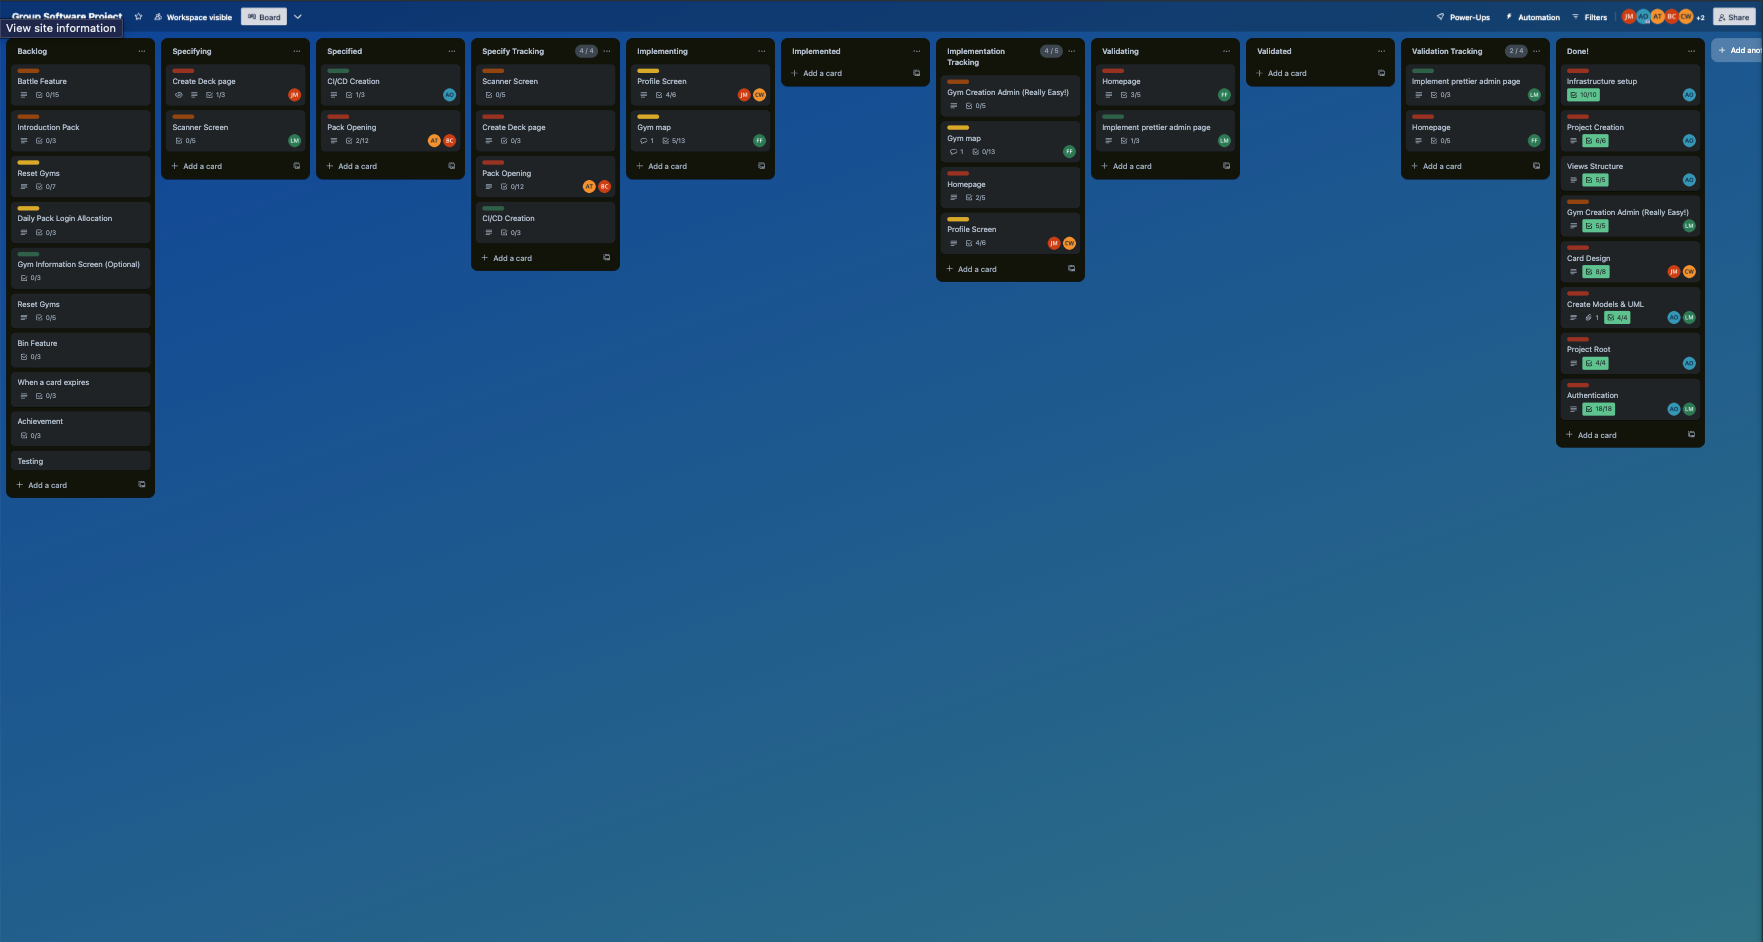 Group Software Project
Workspace visible
Board
Power-Ups
Automation
Filters
JM
AO
AT
BC
CW
+2
Share
View site information
Backlog
Battle Feature
0/15
Introduction Pack
0/3
Reset Gyms
0/7
Daily Pack Login Allocation
0/3
Gym Information Screen (Optional)
0/3
Reset Gyms
0/5
Bin Feature
0/3
When a card expires
0/3
Achievement
0/3
Testing
Add a card
Specifying
Create Deck page
1/3
JM
Scanner Screen
0/5
LM
Add a card
Specified
CI/CD Creation
1/3
AO
Pack Opening
2/12
AT
BC
Add a card
Specify Tracking
4 / 4
Scanner Screen
0/5
Create Deck page
0/3
Pack Opening
0/12
AT
BC
CI/CD Creation
0/3
Add a card
Implementing
Profile Screen
4/6
JM
CW
Gym map
1
5/13
FF
Add a card
Implemented
Add a card
Implementation
Tracking
4 / 5
Gym Creation Admin (Really Easy!)
0/5
Gym map
1
0/13
FF
Homepage
2/5
Profile Screen
4/6
JM
CW
Add a card
Validating
Homepage
3/5
FF
Implement prettier admin page
1/3
LM
Add a card
Validated
Add a card
Validation Tracking
2 / 4
Implement prettier admin page
0/3
LM
Homepage
0/5
FF
Add a card
Done!
Infrastructure setup
10/10
AO
Project Creation
6/6
AO
Views Structure
5/5
AO
Gym Creation Admin (Really Easy!)
5/5
LM
Card Design
8/8
JM
CW
Create Models & UML
1
4/4
AO
LM
Project Root
4/4
AO
Authentication
18/18
AO
LM
Add a card
Add anot